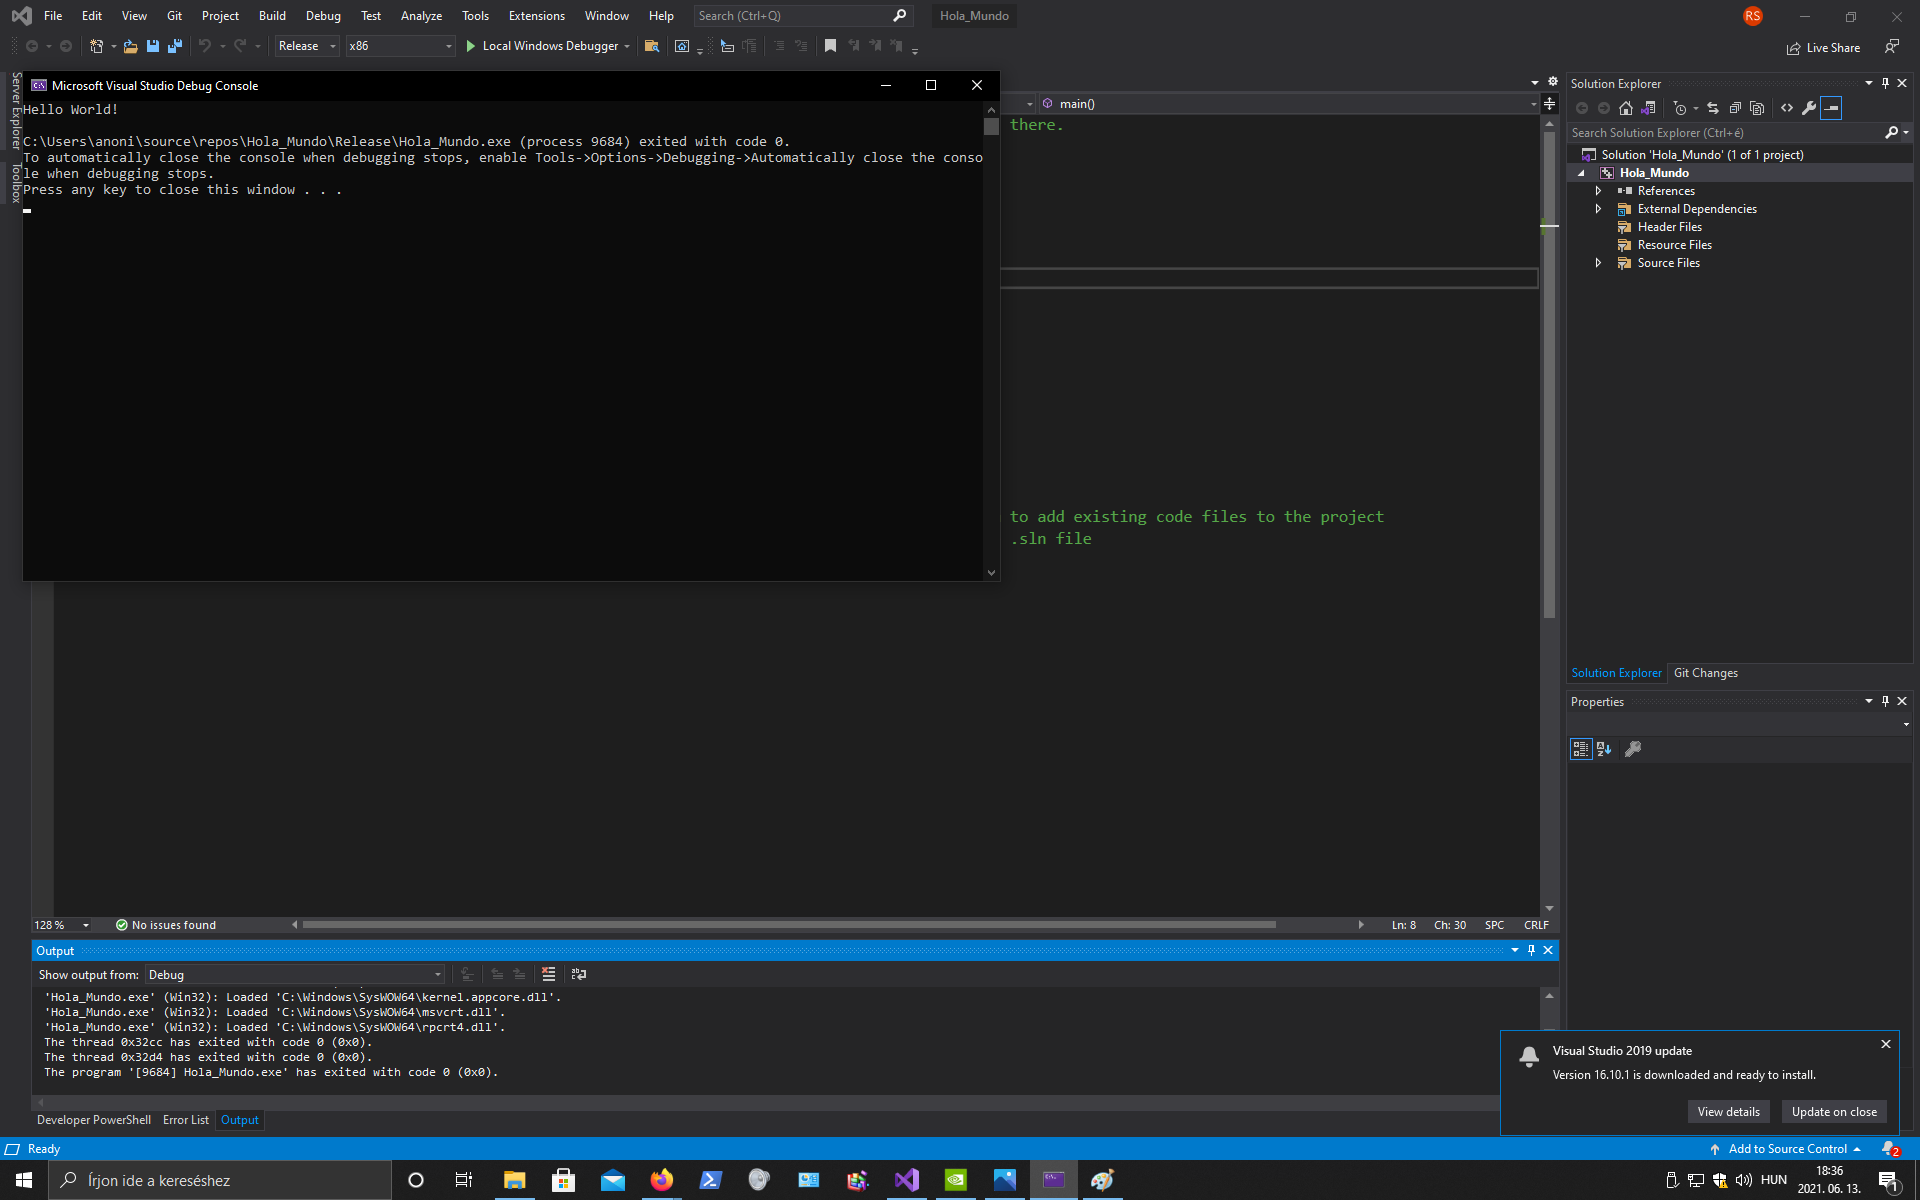 File Edit View Git Project Build Debug Test Analyze Tools Extensions Window Help Search (Ctrl+Q) Hola_Mundo RS
Release x86 Local Windows Debugger Live Share
Server Explorer
Toolbox
Microsoft Visual Studio Debug Console
Hello World!
C:\Users\anoni\source\repos\Hola_Mundo\Release\Hola_Mundo.exe (process 9684) exited with code 0.
To automatically close the console when debugging stops, enable Tools->Options->Debugging->Automatically close the conso
le when debugging stops.
Press any key to close this window . . .
main()
there.
to add existing code files to the project
.sln file
Solution Explorer
Search Solution Explorer (Ctrl+é)
Solution 'Hola_Mundo' (1 of 1 project)
Hola_Mundo
References
External Dependencies
Header Files
Resource Files
Source Files
Solution Explorer Git Changes
Properties
128 % No issues found Ln: 8 Ch: 30 SPC CRLF
Output
Show output from: Debug
'Hola_Mundo.exe' (Win32): Loaded 'C:\Windows\SysWOW64\kernel.appcore.dll'.
'Hola_Mundo.exe' (Win32): Loaded 'C:\Windows\SysWOW64\msvcrt.dll'.
'Hola_Mundo.exe' (Win32): Loaded 'C:\Windows\SysWOW64\rpcrt4.dll'.
The thread 0x32cc has exited with code 0 (0x0).
The thread 0x32d4 has exited with code 0 (0x0).
The program '[9684] Hola_Mundo.exe' has exited with code 0 (0x0).
Developer PowerShell Error List Output
Visual Studio 2019 update
Version 16.10.1 is downloaded and ready to install.
View details Update on close
Ready Add to Source Control 2
Írjon ide a kereséshez HUN 18:36
2021. 06. 13. 1